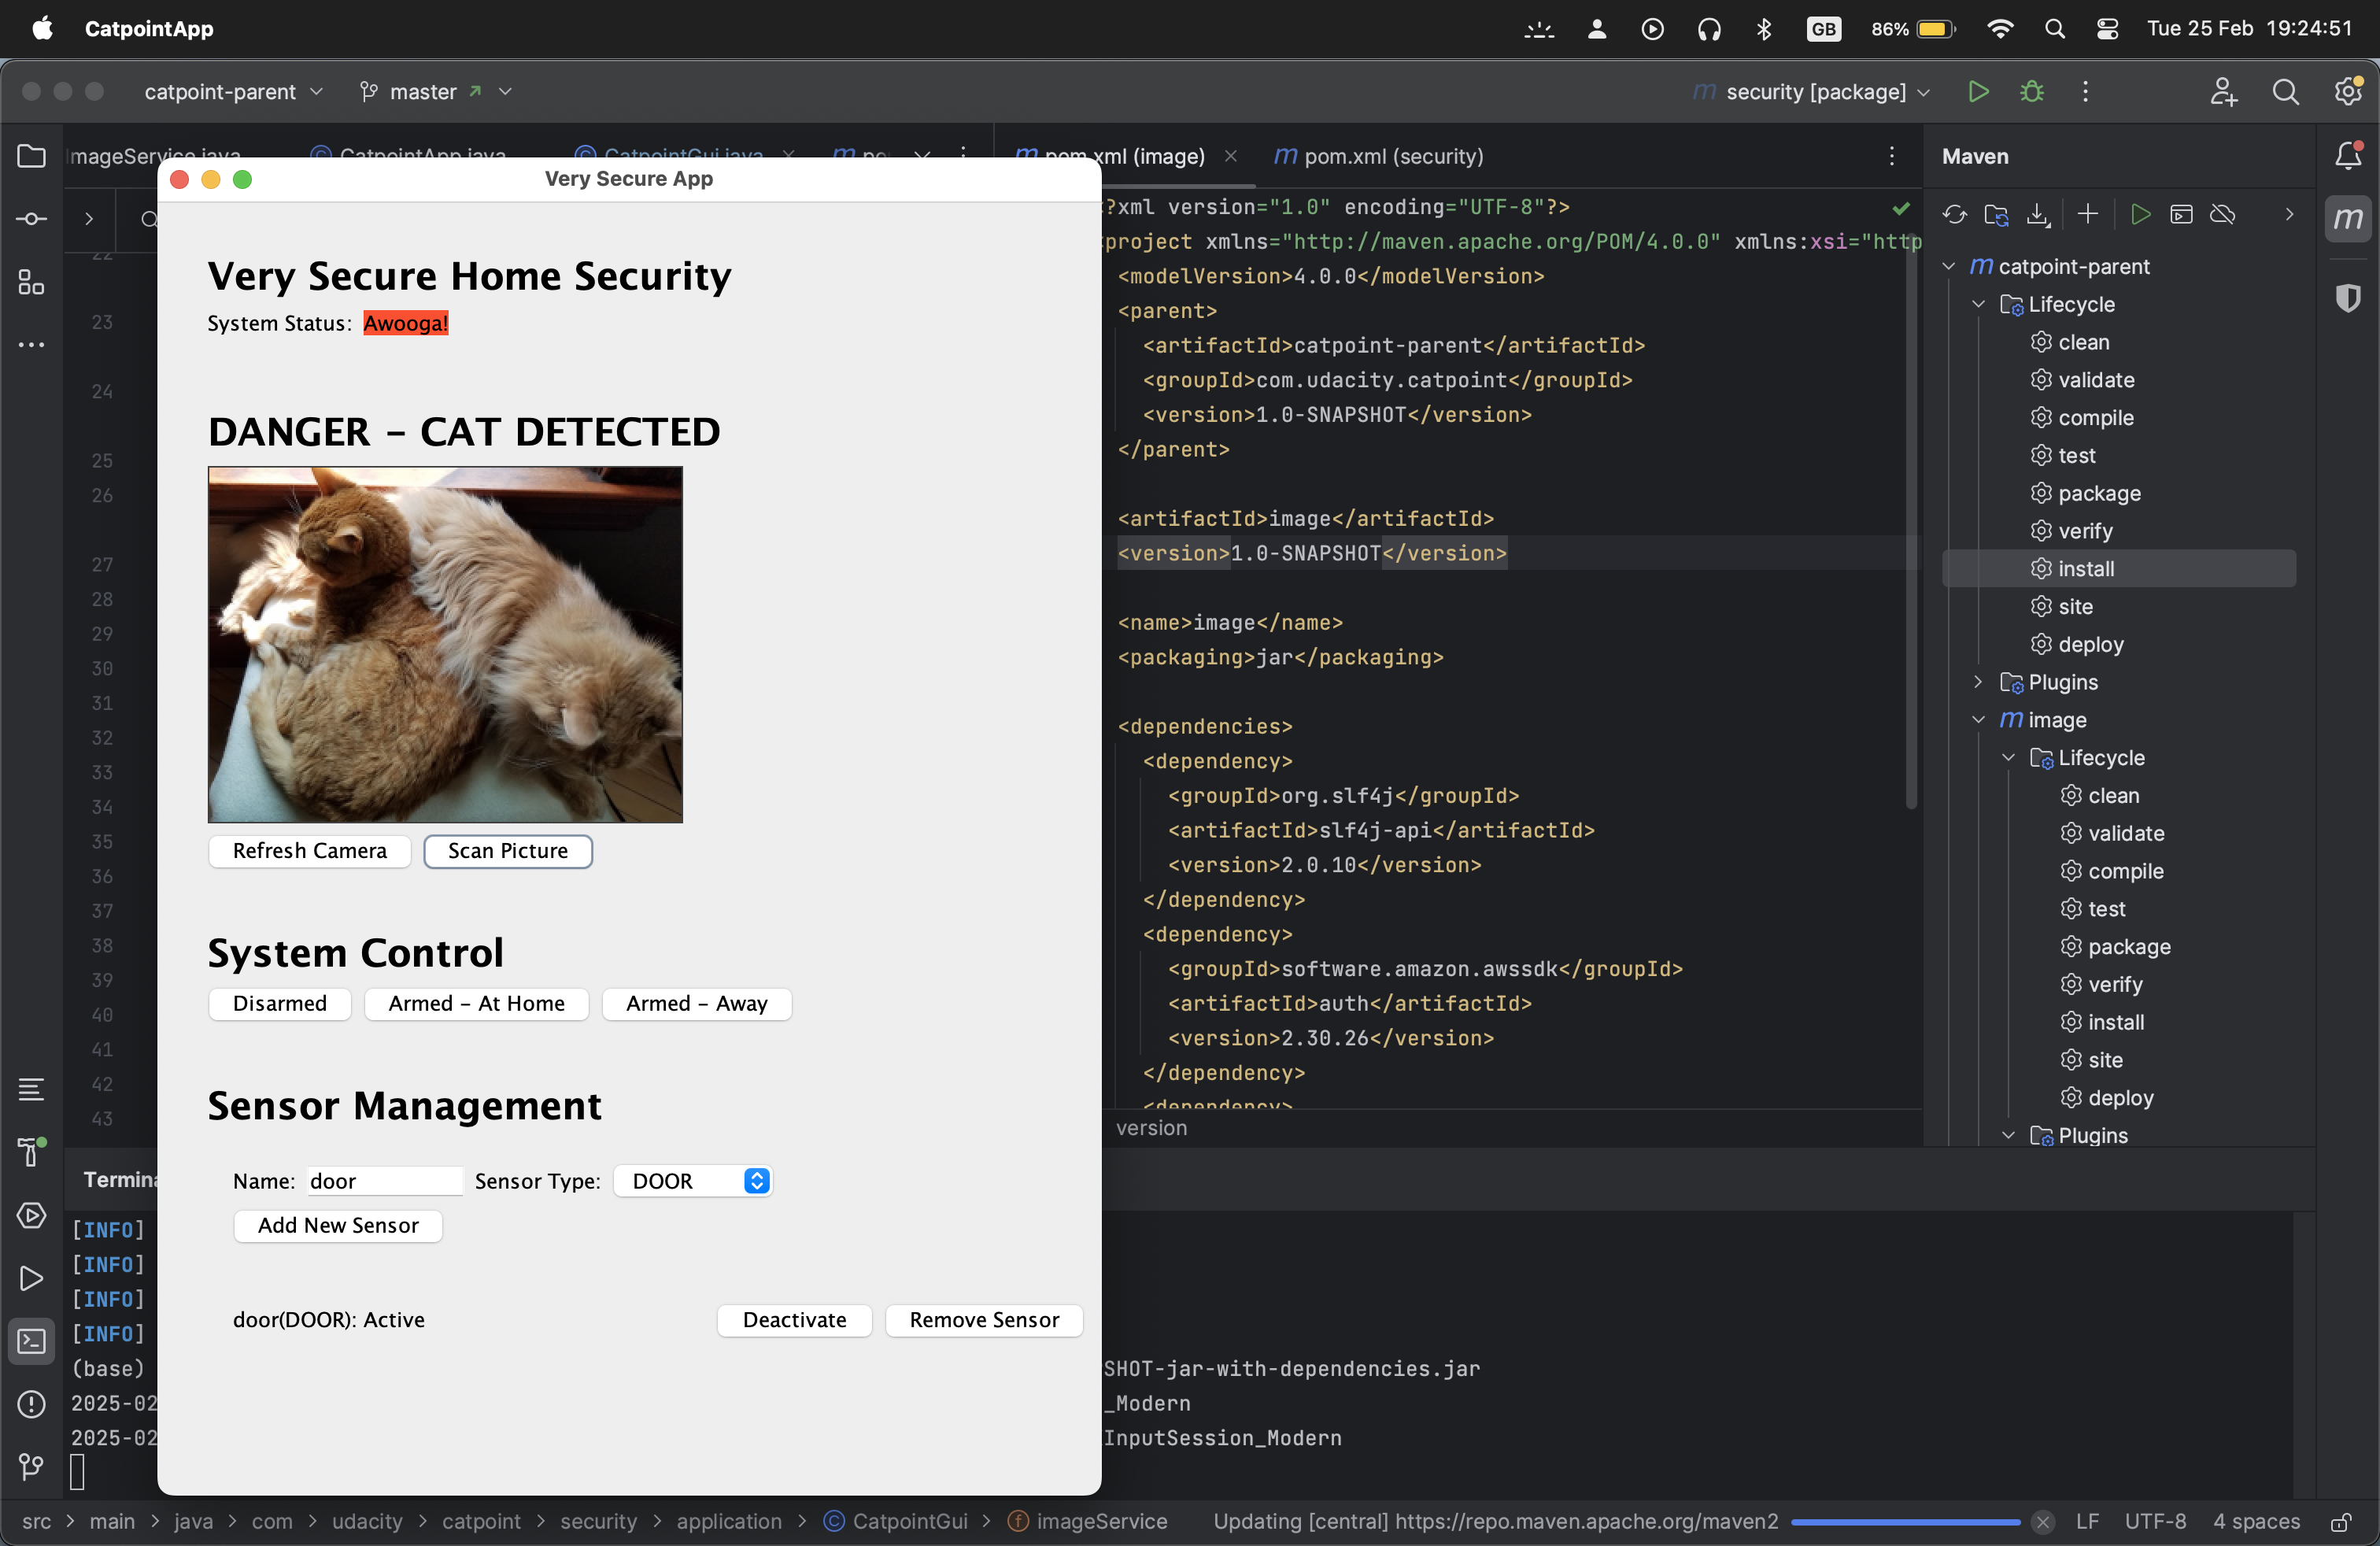 CatpointApp
GB
86%
Tue 25 Feb 19:24:51
catpoint-parent
master
security [package]
ImageService.java
CatpointApp.java
CatpointGui.java
pom.xml (image)
pom.xml (security)
Maven
22
23
24
25
26
27
28
29
30
31
32
33
34
35
36
37
38
39
40
41
42
43
Very Secure App
Very Secure Home Security
System Status: Awooga!
DANGER – CAT DETECTED
Refresh Camera
Scan Picture
System Control
Disarmed
Armed – At Home
Armed – Away
Sensor Management
Name: door Sensor Type: DOOR
Add New Sensor
door(DOOR): Active
Deactivate
Remove Sensor
?xml version="1.0" encoding="UTF-8"?>
project xmlns="http://maven.apache.org/POM/4.0.0" xmlns:xsi="http
<modelVersion>4.0.0</modelVersion>
<parent>
<artifactId>catpoint-parent</artifactId>
<groupId>com.udacity.catpoint</groupId>
<version>1.0-SNAPSHOT</version>
</parent>
<artifactId>image</artifactId>
<version>1.0-SNAPSHOT</version>
<name>image</name>
<packaging>jar</packaging>
<dependencies>
<dependency>
<groupId>org.slf4j</groupId>
<artifactId>slf4j-api</artifactId>
<version>2.0.10</version>
</dependency>
<dependency>
<groupId>software.amazon.awssdk</groupId>
<artifactId>auth</artifactId>
<version>2.30.26</version>
</dependency>
<dependency>
version
catpoint-parent
Lifecycle
clean
validate
compile
test
package
verify
install
site
deploy
Plugins
image
Lifecycle
clean
validate
compile
test
package
verify
install
site
deploy
Plugins
[INFO]
[INFO]
[INFO]
[INFO]
(base) SHOT-jar-with-dependencies.jar
2025-02 _Modern
2025-02 InputSession_Modern
src > main > java > com > udacity > catpoint > security > application > CatpointGui > imageService
Updating [central] https://repo.maven.apache.org/maven2
LF
UTF-8
4 spaces